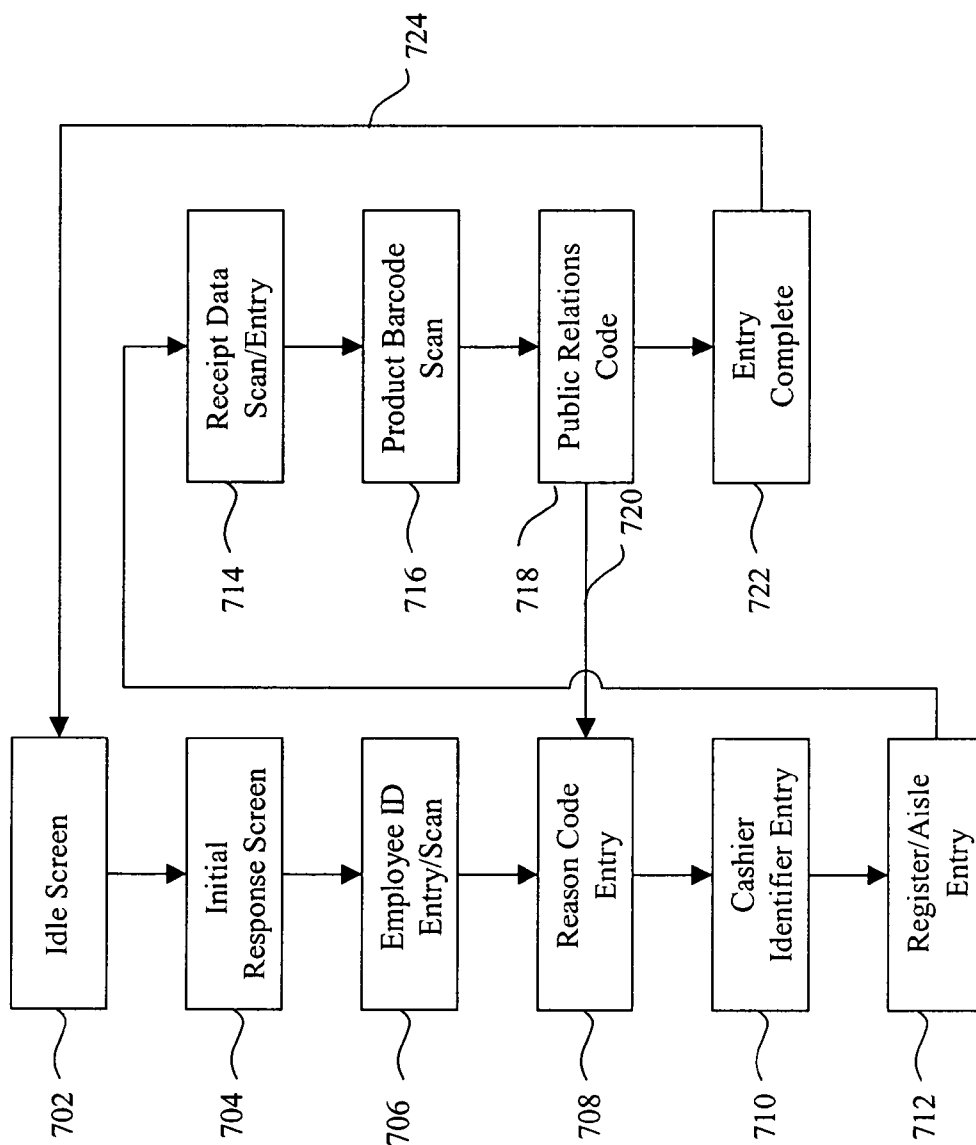 702
Idle Screen
704
Initial
Response Screen
706
Employee ID
Entry/Scan
708
Reason Code
Entry
710
Cashier
Identifier Entry
712
Register/Aisle
Entry
714
Receipt Data
Scan/Entry
716
Product Barcode
Scan
718
Public Relations
Code
720
722
Entry
Complete
724